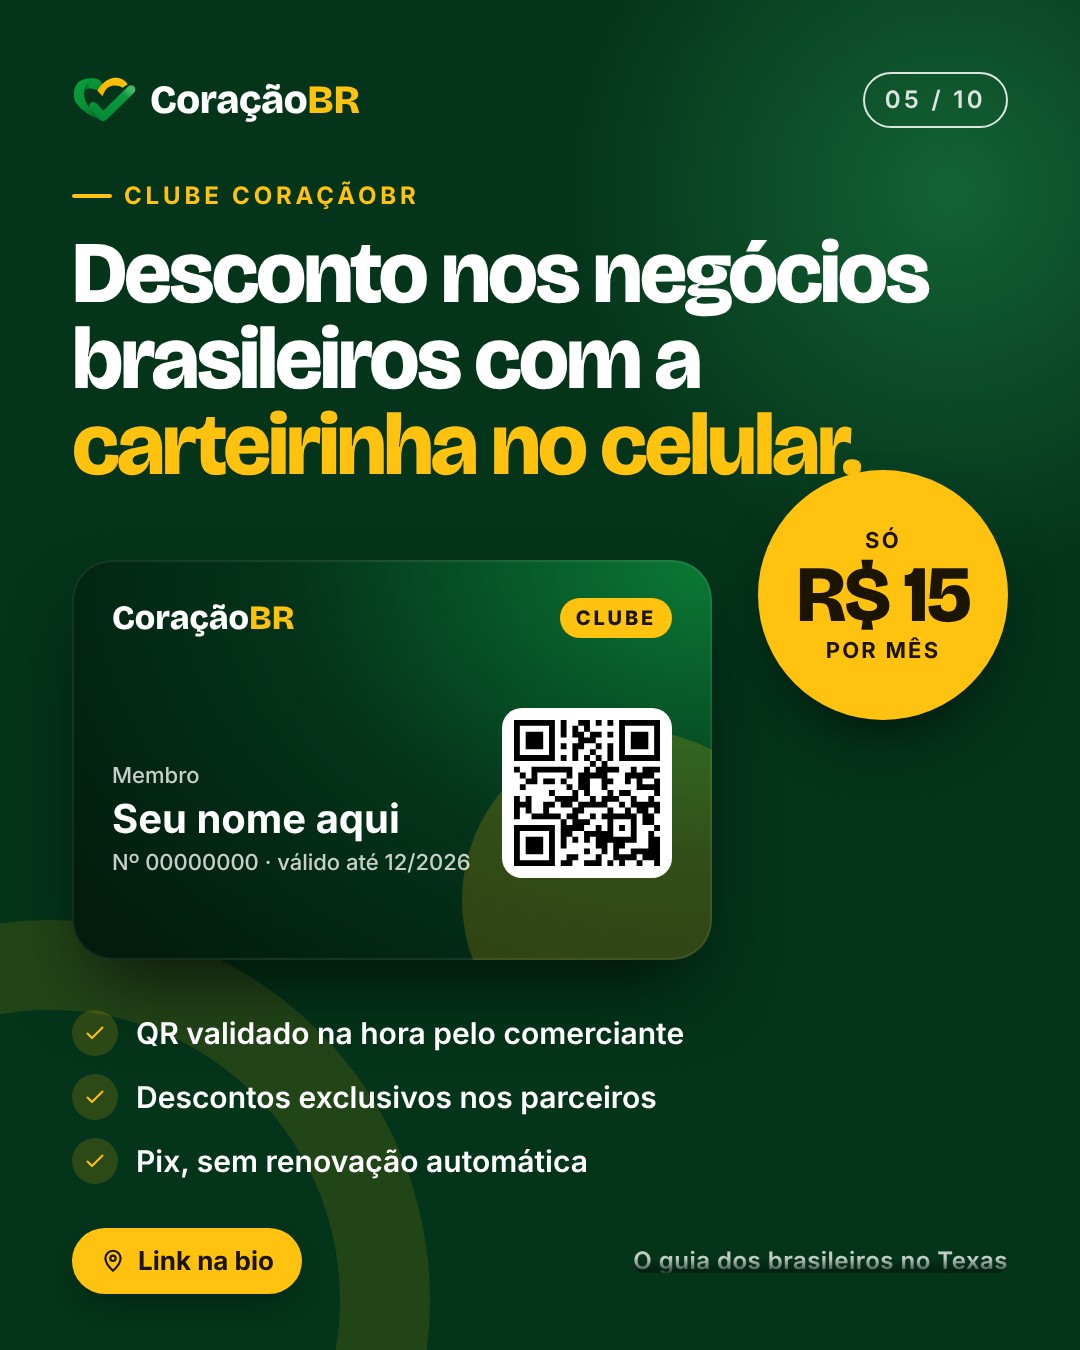 CoraçãoBR
05 / 10
CLUBE CORAÇÃOBR
Desconto nos negócios
brasileiros com a
carteirinha no celular.
SÓ
R$ 15
POR MÊS
CoraçãoBR
CLUBE
Membro
Seu nome aqui
Nº 00000000 · válido até 12/2026
QR validado na hora pelo comerciante
Descontos exclusivos nos parceiros
Pix, sem renovação automática
Link na bio
O guia dos brasileiros no Texas